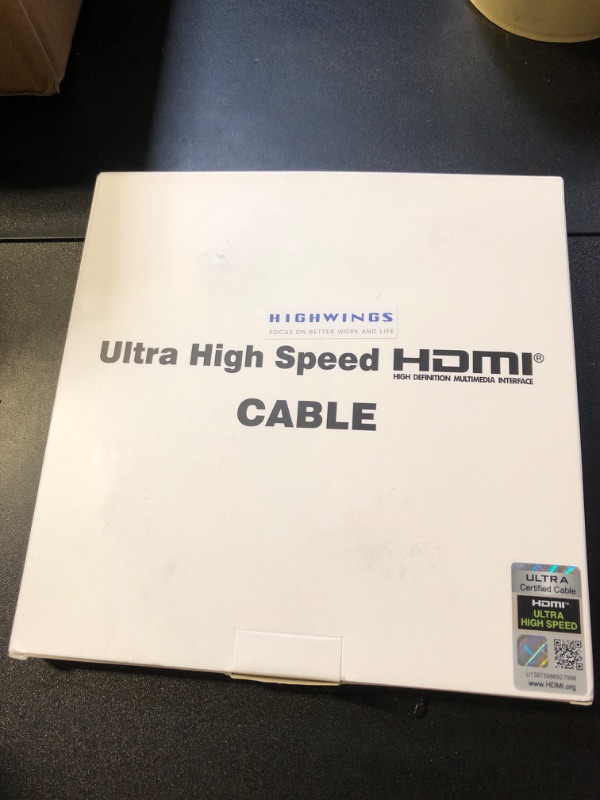 HIGHWINGS
FOCUS ON BETTER WORK AND LIFE
Ultra High Speed HDMI®
HIGH DEFINITION MULTIMEDIA INTERFACE
CABLE
ULTRA
Certified Cable
HDMI™
ULTRA
HIGH SPEED
www.HDMI.org